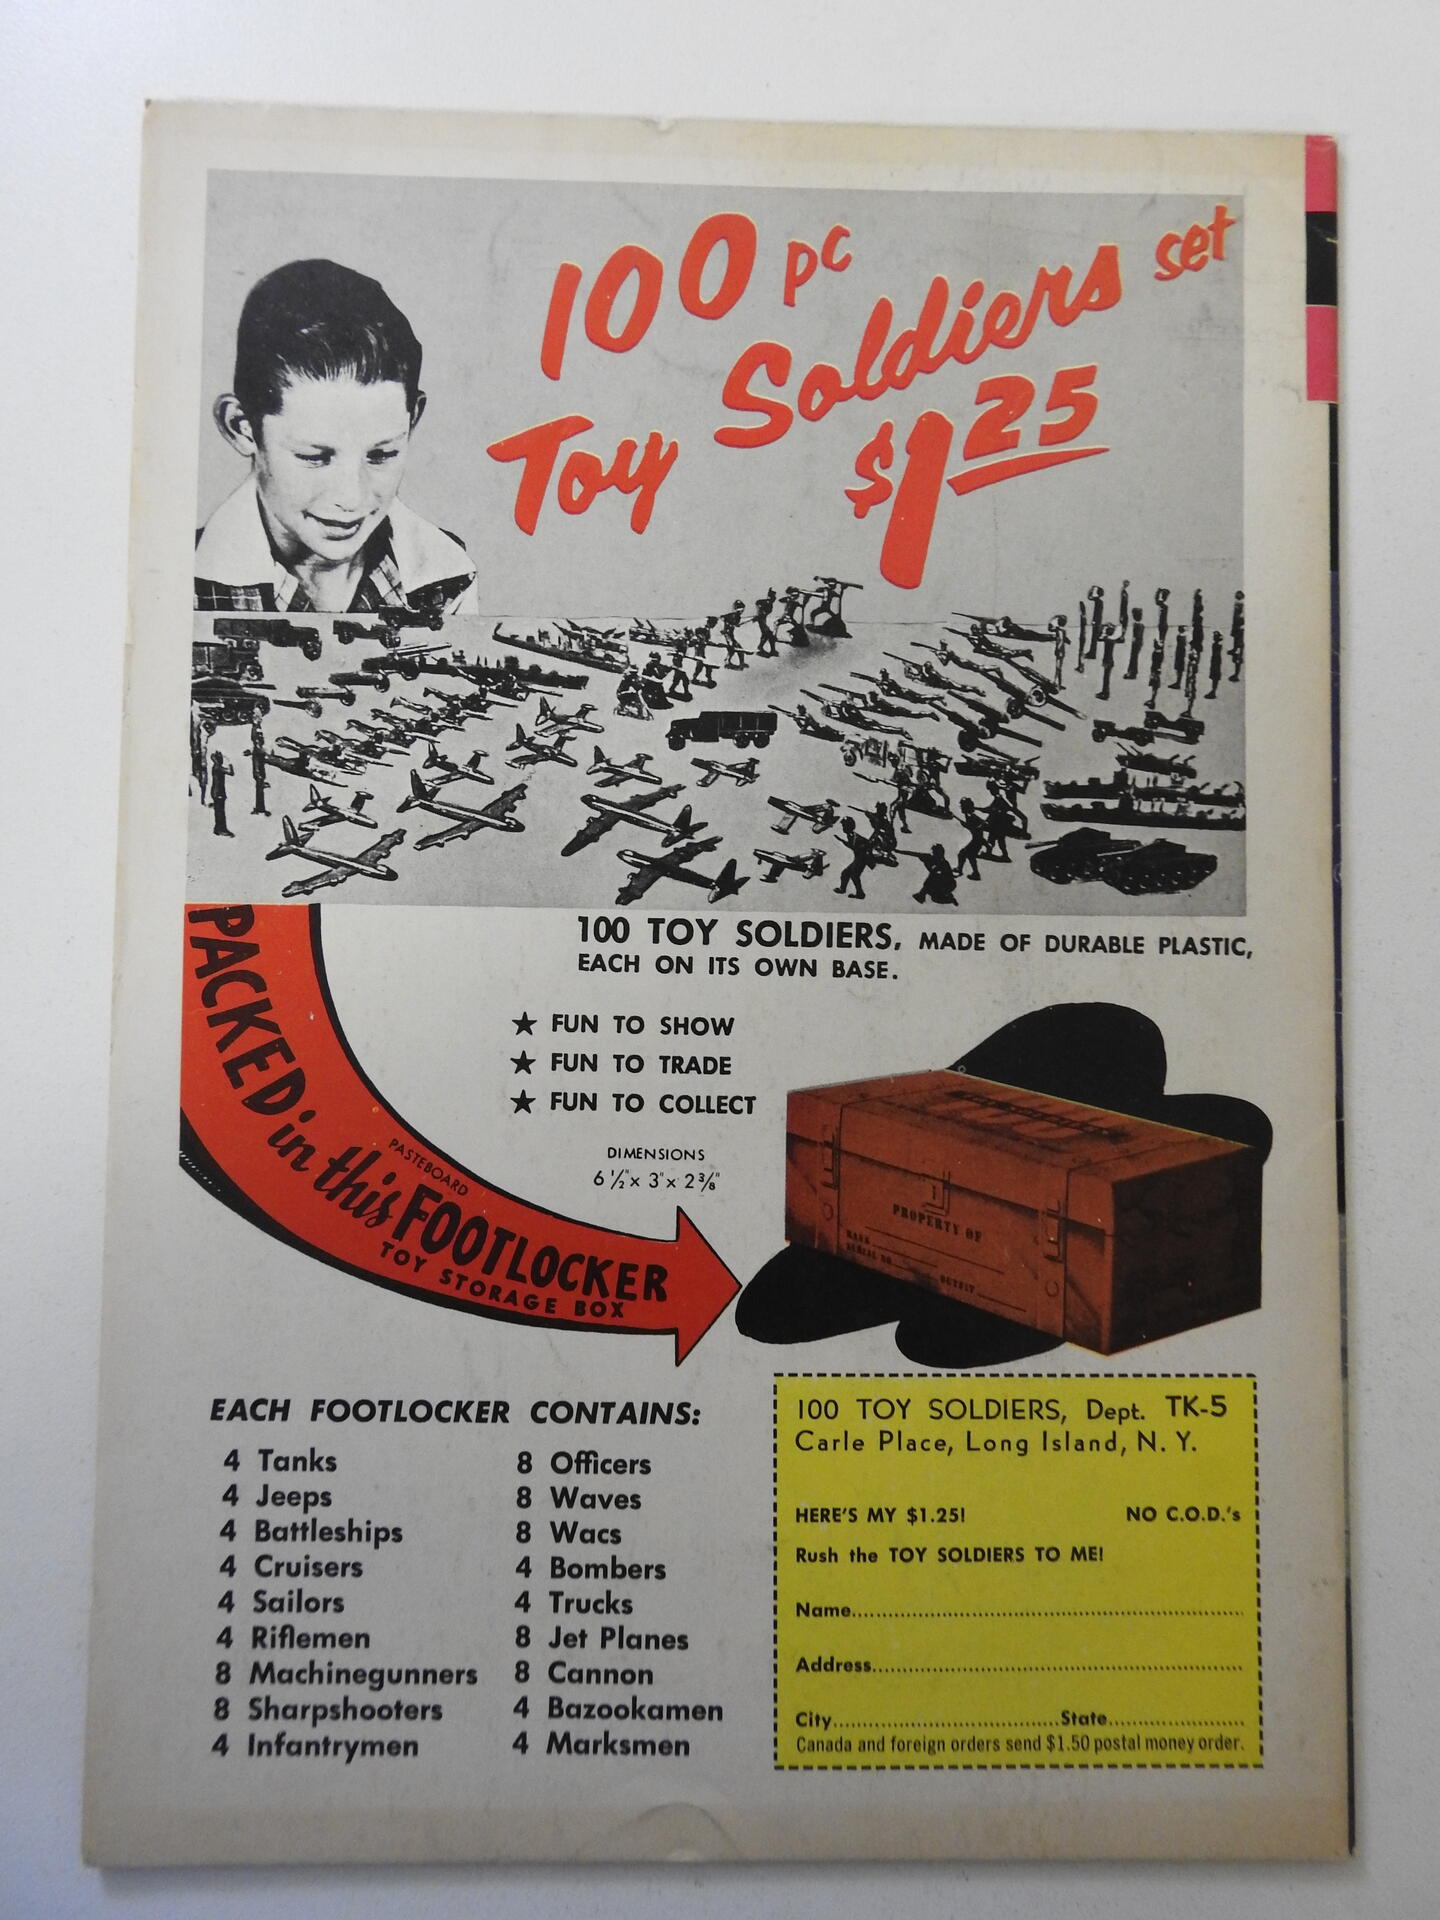 100 pc
Toy Soldiers set
$1.25
100 TOY SOLDIERS, MADE OF DURABLE PLASTIC,
EACH ON ITS OWN BASE.
★ FUN TO SHOW
★ FUN TO TRADE
★ FUN TO COLLECT
DIMENSIONS
6½" x 3" x 2⅜"
PACKED in this PASTEBOARD FOOTLOCKER
TOY STORAGE BOX
PROPERTY OF
SERIAL NO.
EACH FOOTLOCKER CONTAINS:
4 Tanks
4 Jeeps
4 Battleships
4 Cruisers
4 Sailors
4 Riflemen
8 Machinegunners
8 Sharpshooters
4 Infantrymen
8 Officers
8 Waves
8 Wacs
4 Bombers
4 Trucks
8 Jet Planes
8 Cannon
4 Bazookamen
4 Marksmen
100 TOY SOLDIERS, Dept. TK-5
Carle Place, Long Island, N. Y.
HERE'S MY $1.25! NO C.O.D.'s
Rush the TOY SOLDIERS TO ME!
Name
Address
City State
Canada and foreign orders send $1.50 postal money order.